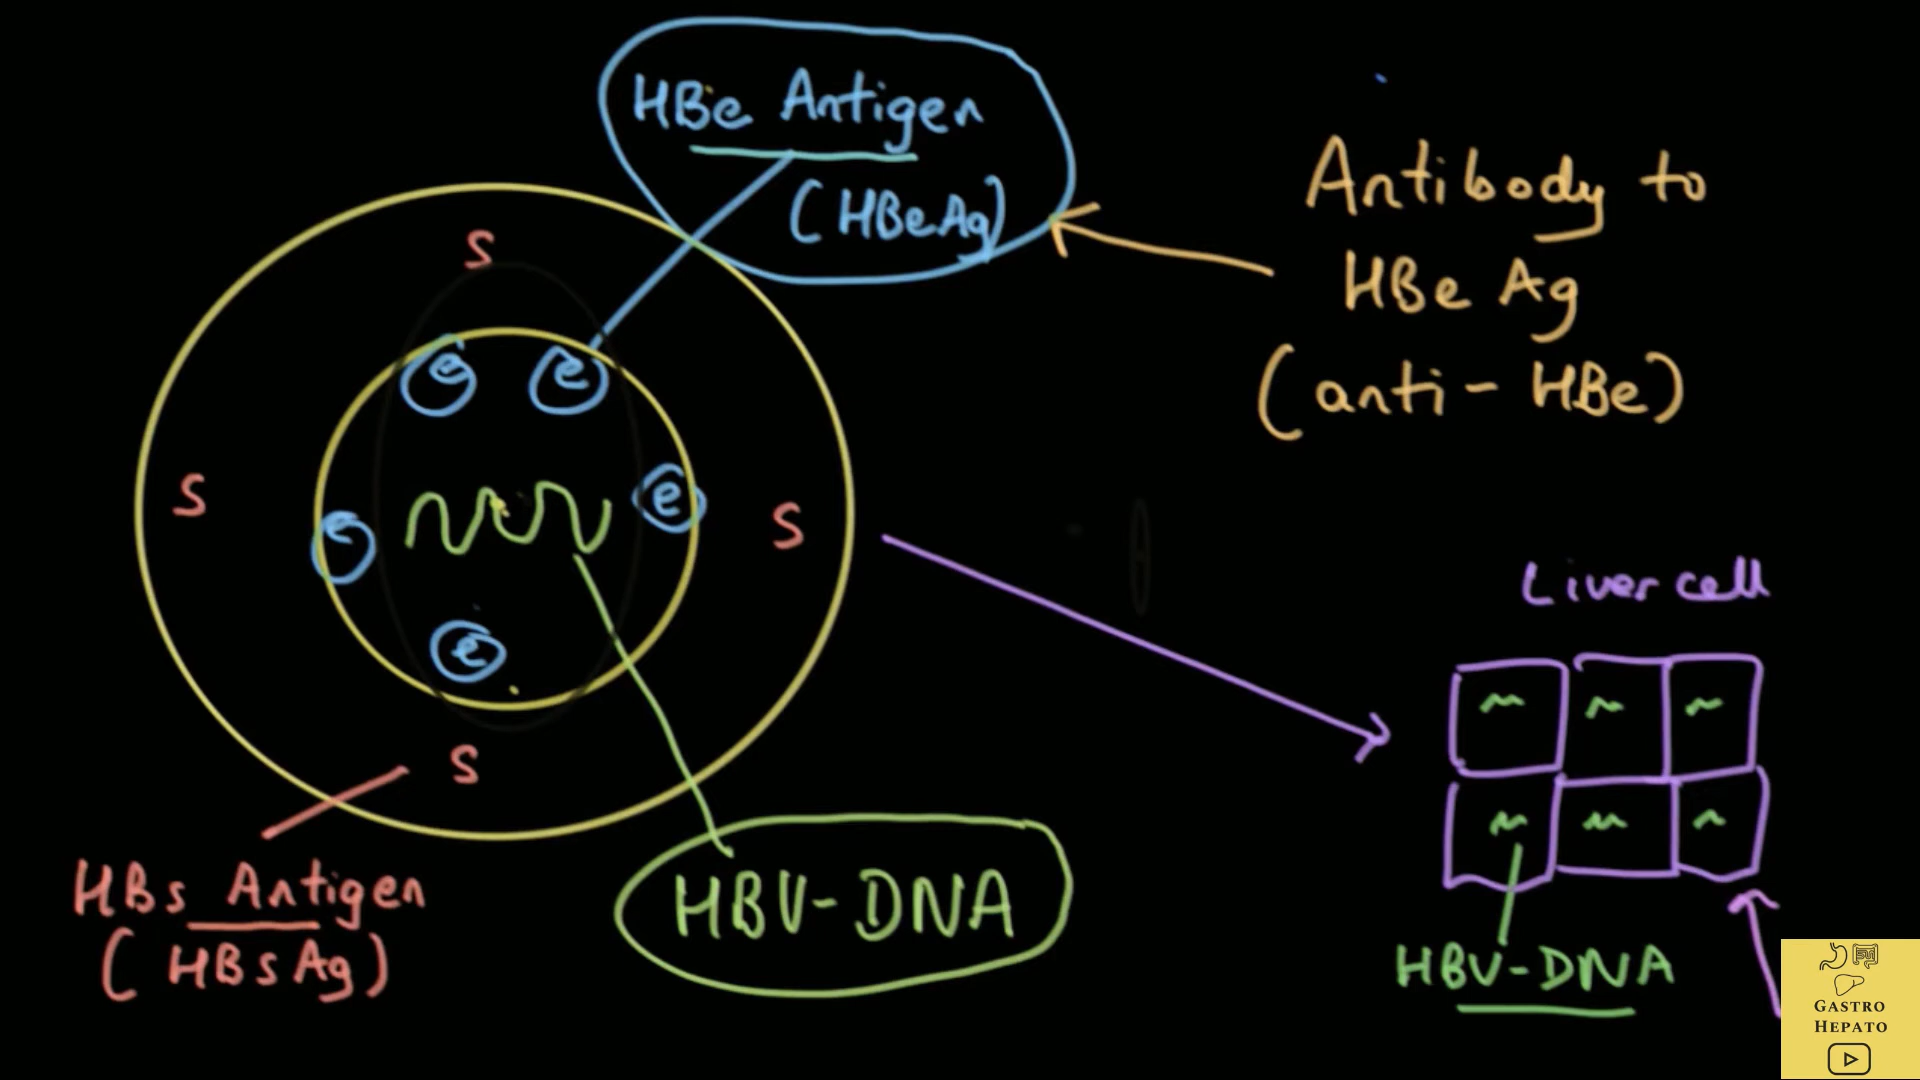 HBe Antigen
(HBeAg)
Antibody to
HBe Ag
(anti-HBe)
S
e
e
S
e
S
e
S
Liver cell
HBs Antigen
(HBsAg)
HBV-DNA
HBV-DNA
GASTRO
HEPATO